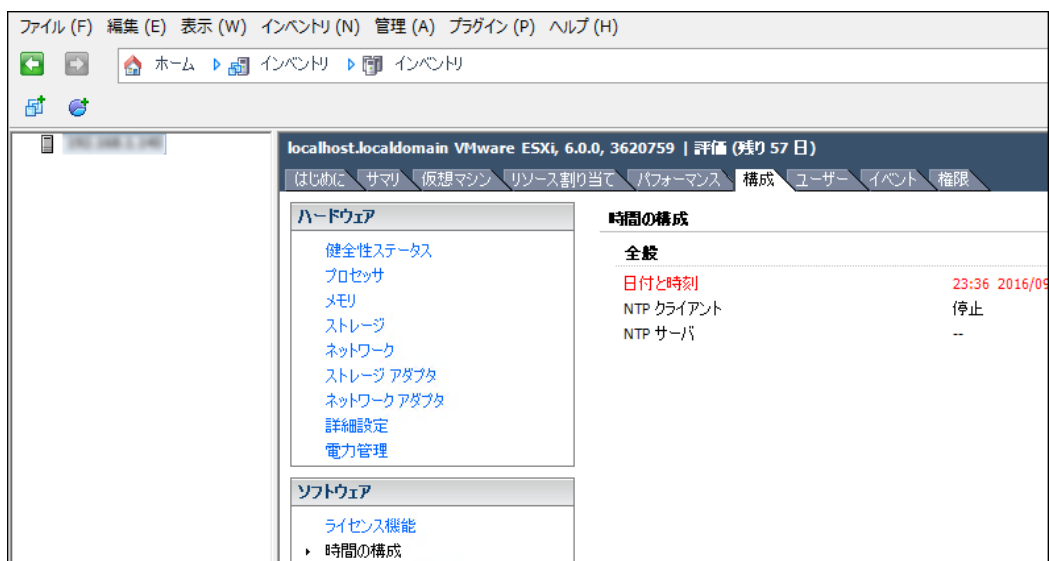 ファイル (F) 編集 (E) 表示 (W) インベントリ (N) 管理 (A) プラグイン (P) ヘルプ (H)
ホーム インベントリ インベントリ
localhost.localdomain VMware ESXi, 6.0.0, 3620759 | 評価 (残り 57 日)
はじめに サマリ 仮想マシン リソース割り当て パフォーマンス 構成 ユーザー イベント 権限
ハードウェア
健全性ステータス
プロセッサ
メモリ
ストレージ
ネットワーク
ストレージ アダプタ
ネットワーク アダプタ
詳細設定
電力管理
ソフトウェア
ライセンス機能
時間の構成
時間の構成
全般
日付と時刻 23:36 2016/09
NTP クライアント 停止
NTP サーバ --